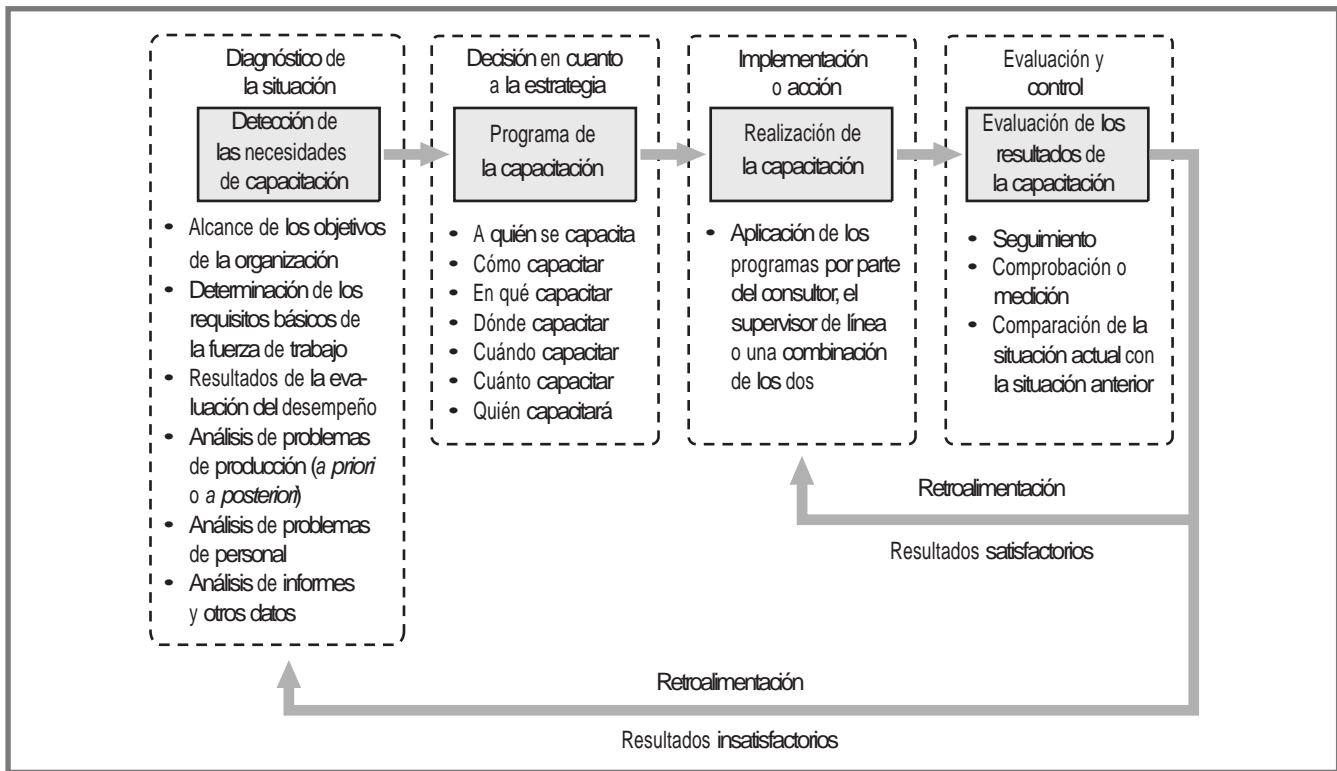 Diagnóstico de
la situación
Detección de
las necesidades
de capacitación
• Alcance de los objetivos
de la organización
• Determinación de los
requisitos básicos de
la fuerza de trabajo
• Resultados de la eva-
luación del desempeño
• Análisis de problemas
de producción (a priori
o a posteriori)
• Análisis de problemas
de personal
• Análisis de informes
y otros datos
Decisión en cuanto
a la estrategia
Programa de
la capacitación
• A quién se capacita
• Cómo capacitar
• En qué capacitar
• Dónde capacitar
• Cuándo capacitar
• Cuánto capacitar
• Quién capacitará
Implementación
o acción
Realización de
la capacitación
• Aplicación de los
programas por parte
del consultor, el
supervisor de línea
o una combinación
de los dos
Evaluación y
control
Evaluación de los
resultados de
la capacitación
• Seguimiento
• Comprobación o
medición
• Comparación de la
situación actual con
la situación anterior
Retroalimentación
Resultados satisfactorios
Retroalimentación
Resultados insatisfactorios